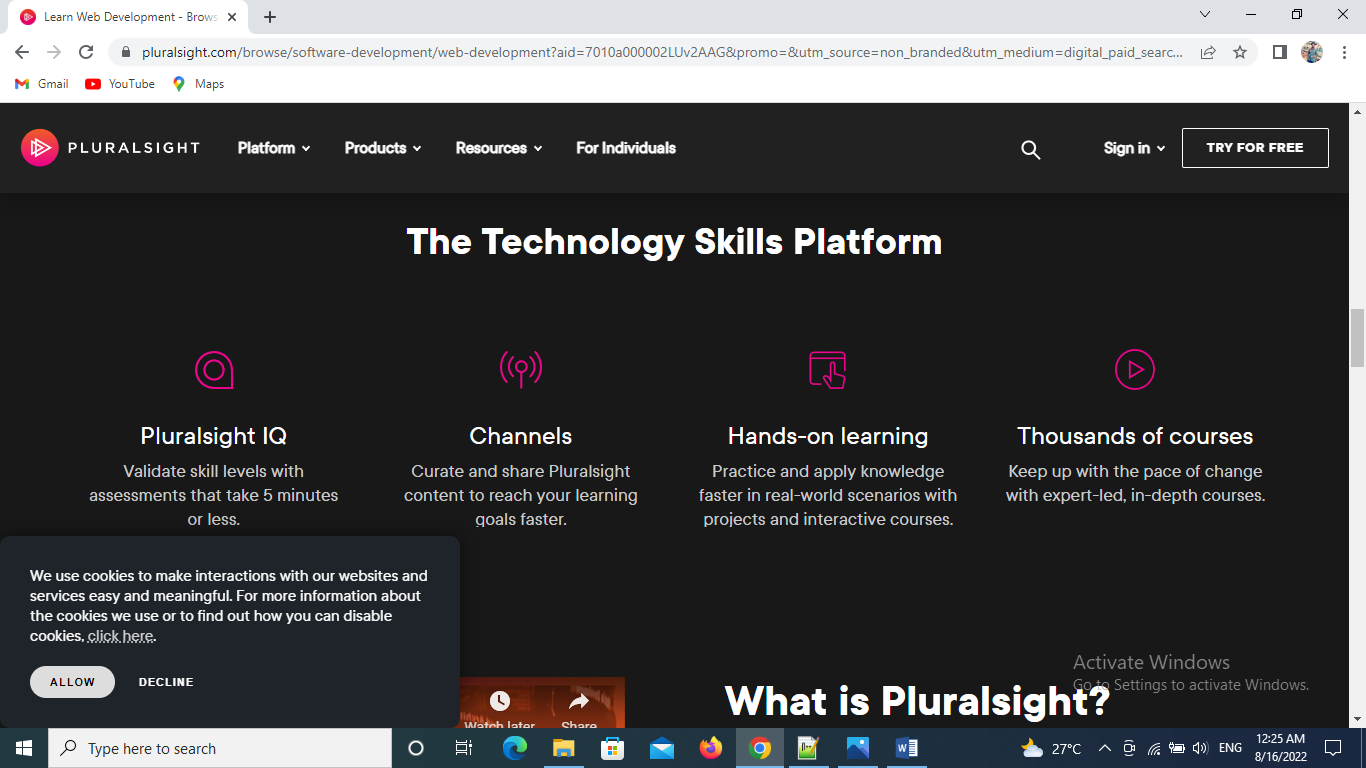 Learn Web Development - Brows
pluralsight.com/browse/software-development/web-development?aid=7010a000002LUv2AAG&promo=&utm_source=non_branded&utm_medium=digital_paid_searc...
Gmail
YouTube
Maps
PLURALSIGHT
Platform
Products
Resources
For Individuals
Sign in
TRY FOR FREE
The Technology Skills Platform
Pluralsight IQ
Validate skill levels with
assessments that take 5 minutes
or less.
Channels
Curate and share Pluralsight
content to reach your learning
goals faster.
Hands-on learning
Practice and apply knowledge
faster in real-world scenarios with
projects and interactive courses.
Thousands of courses
Keep up with the pace of change
with expert-led, in-depth courses.
We use cookies to make interactions with our websites and
services easy and meaningful. For more information about
the cookies we use or to find out how you can disable
cookies, click here.
ALLOW
DECLINE
Watch later
Share
What is Pluralsight?
Activate Windows
Go to Settings to activate Windows.
Type here to search
27°C
ENG
12:25 AM
8/16/2022